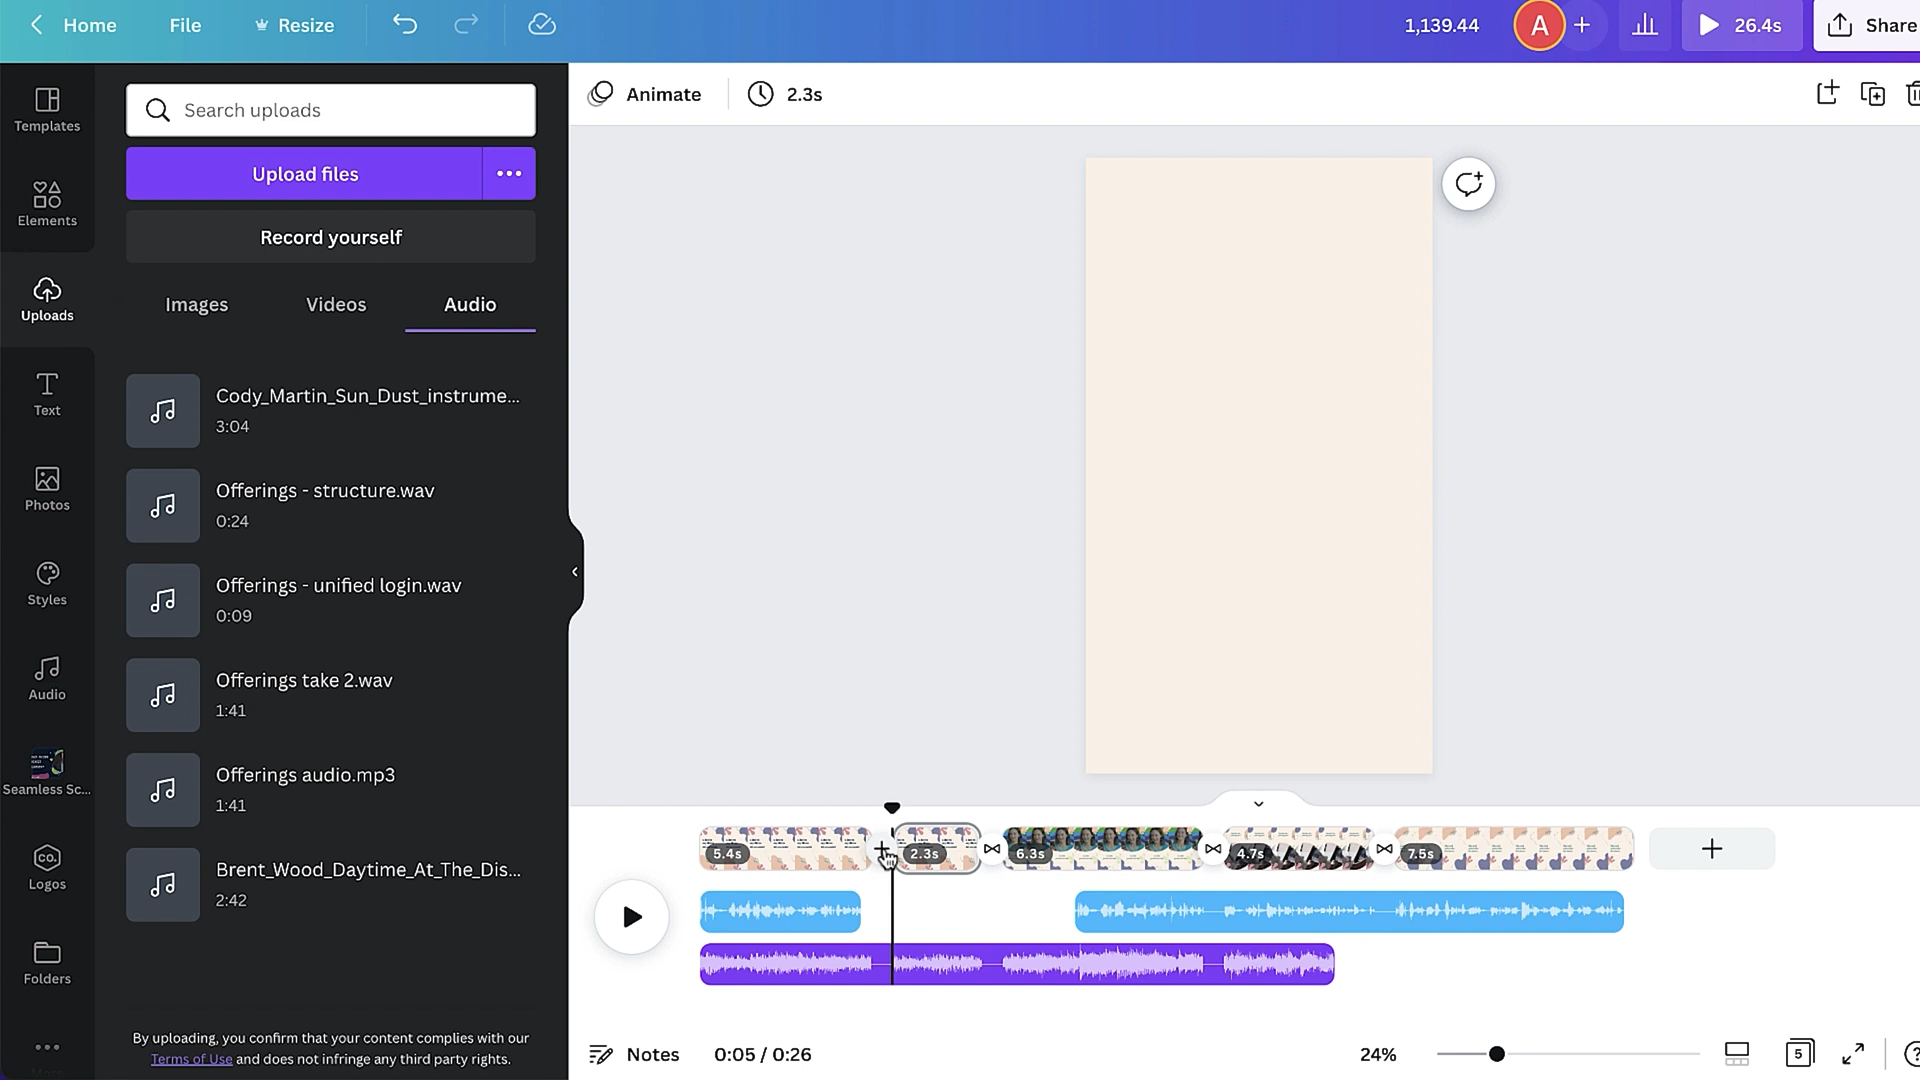 Home
File
Resize
1,139.44
A
26.4s
Share
Templates
Elements
Uploads
Text
Photos
Styles
Audio
Seamless Sc...
Logos
CO.
Folders
Search uploads
Upload files
Record yourself
Images
Videos
Audio
Cody_Martin_Sun_Dust_instrume...
3:04
Offerings - structure.wav
0:24
Offerings - unified login.wav
0:09
Offerings take 2.wav
1:41
Offerings audio.mp3
1:41
Brent_Wood_Daytime_At_The_Dis...
2:42
By uploading, you confirm that your content complies with our
Terms of Use and does not infringe any third party rights.
Animate
2.3s
5.4s
2.3s
6.3s
4.7s
7.5s
Notes
0:05 / 0:26
24%
5